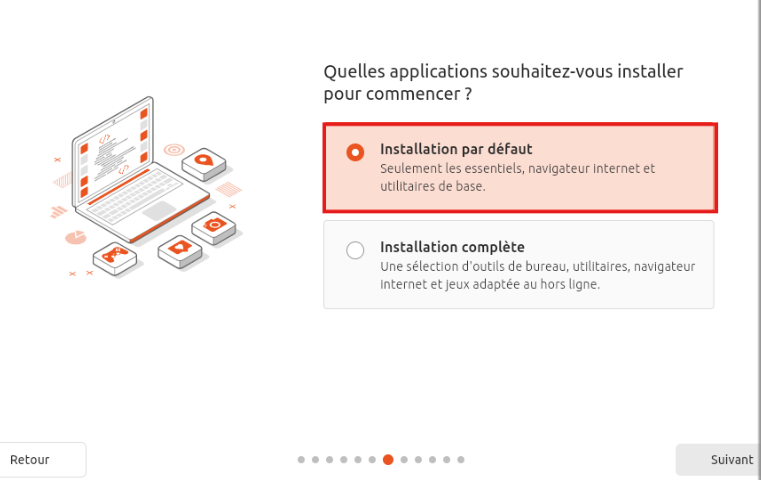 Quelles applications souhaitez-vous installer
pour commencer ?
Installation par défaut
Seulement les essentiels, navigateur internet et
utilitaires de base.
Installation complète
Une sélection d'outils de bureau, utilitaires, navigateur
internet et jeux adaptée au hors ligne.
Retour
Suivant